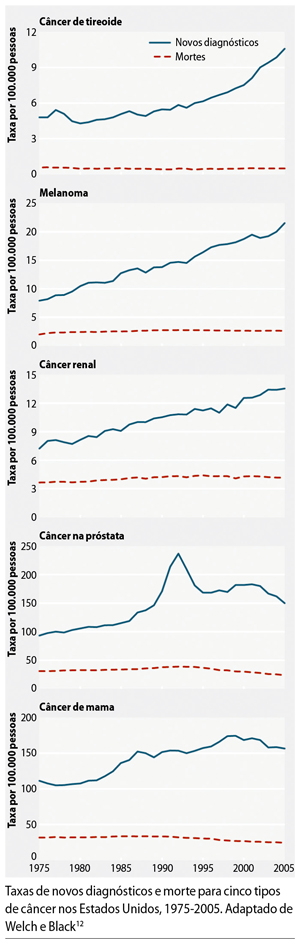 Câncer de tireoide
Taxa por 100.000 pessoas
12
9
6
3
0
Novos diagnósticos
Mortes
Melanoma
Taxa por 100.000 pessoas
25
20
15
10
5
0
Câncer renal
Taxa por 100.000 pessoas
15
12
9
6
3
0
Câncer na próstata
Taxa por 100.000 pessoas
250
200
150
100
50
0
Câncer de mama
Taxa por 100.000 pessoas
200
150
100
50
0
1975 1980 1985 1990 1995 2000 2005
Taxas de novos diagnósticos e morte para cinco tipos
de câncer nos Estados Unidos, 1975-2005. Adaptado de
Welch e Black¹²